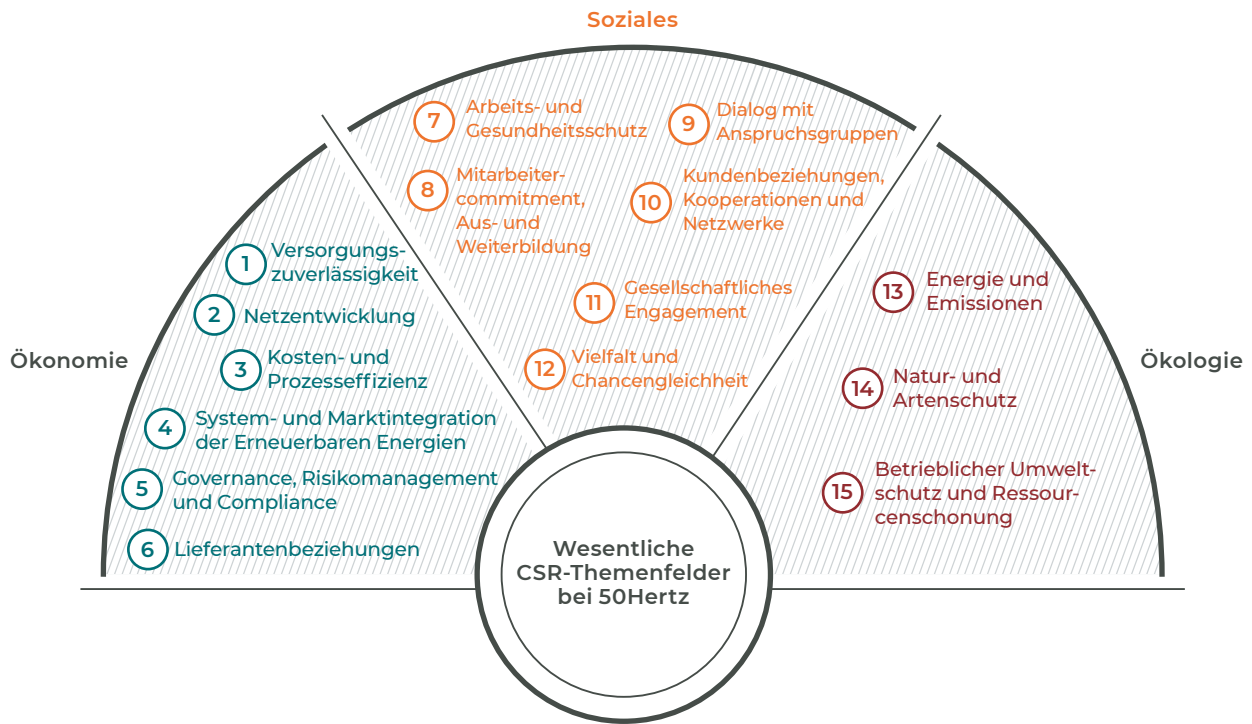 Soziales
7
Arbeits- und
Gesundheitsschutz
8
Mitarbeiter-
commitment,
Aus- und
Weiterbildung
9
Dialog mit
Anspruchsgruppen
10
Kundenbeziehungen,
Kooperationen und
Netzwerke
11
Gesellschaftliches
Engagement
12
Vielfalt und
Chancengleichheit
Ökonomie
1
Versorgungs-
zuverlässigkeit
2
Netzentwicklung
3
Kosten- und
Prozesseffizienz
4
System- und Marktintegration
der Erneuerbaren Energien
5
Governance, Risikomanagement
und Compliance
6
Lieferantenbeziehungen
Ökologie
13
Energie und
Emissionen
14
Natur- und
Artenschutz
15
Betrieblicher Umwelt-
schutz und Ressour-
censchonung
Wesentliche
CSR-Themenfelder
bei 50Hertz